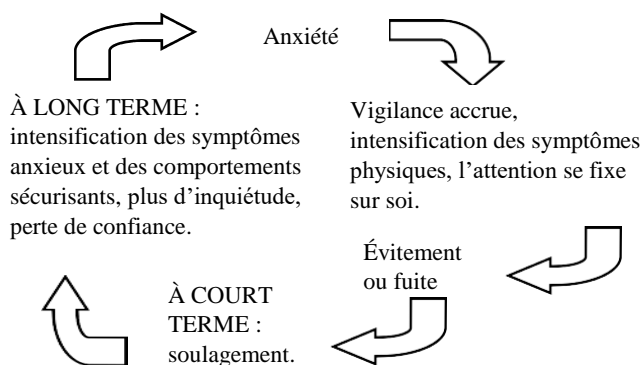 Anxiété
Vigilance accrue,
intensification des symptômes
physiques, l’attention se fixe
sur soi.
Évitement
ou fuite
À COURT
TERME :
soulagement.
À LONG TERME :
intensification des symptômes
anxieux et des comportements
sécurisants, plus d’inquiétude,
perte de confiance.